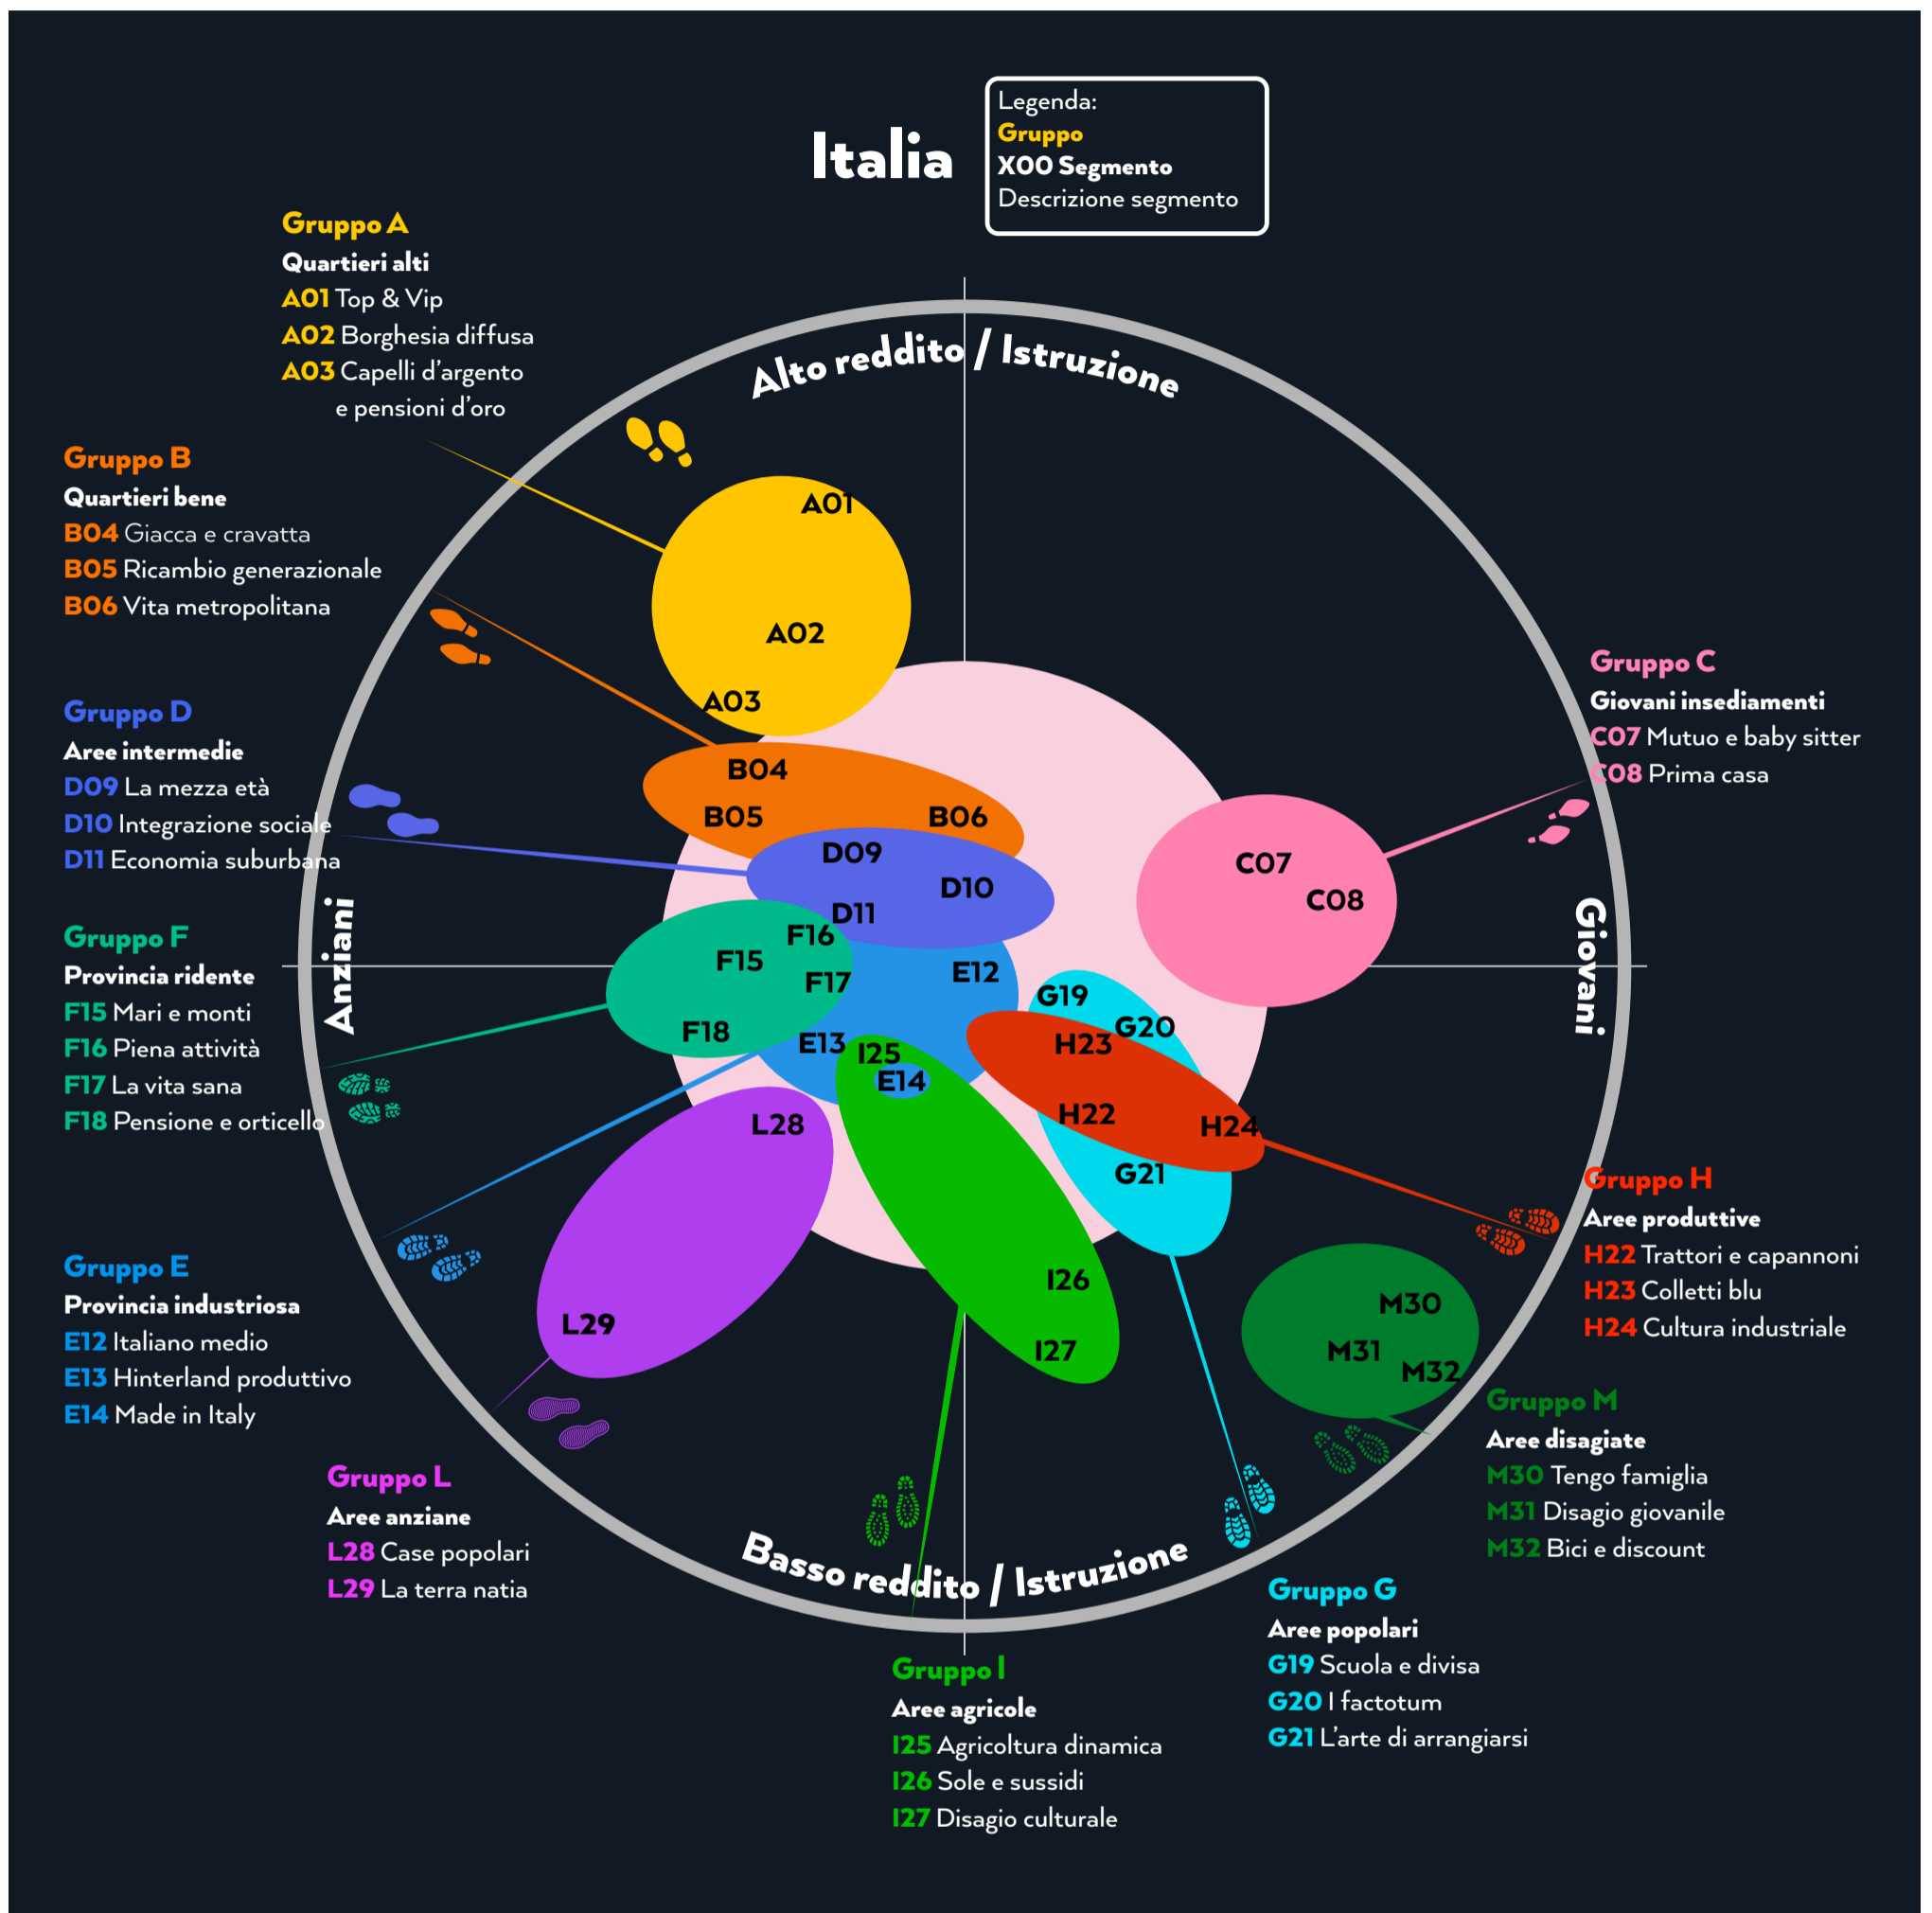 Italia
Legenda:
Gruppo
X00 Segmento
Descrizione segmento
Gruppo A
Quartieri alti
A01 Top & Vip
A02 Borghesia diffusa
A03 Capelli d'argento
e pensioni d'oro
Gruppo B
Quartieri bene
B04 Giacca e cravatta
B05 Ricambio generazionale
B06 Vita metropolitana
Gruppo D
Aree intermedie
D09 La mezza età
D10 Integrazione sociale
D11 Economia suburbana
Gruppo F
Provincia ridente
F15 Mari e monti
F16 Piena attività
F17 La vita sana
F18 Pensione e orticello
Gruppo E
Provincia industriosa
E12 Italiano medio
E13 Hinterland produttivo
E14 Made in Italy
Gruppo L
Aree anziane
L28 Case popolari
L29 La terra natia
Alto reddito / Istruzione
Anziani
Giovani
Basso reddito / Istruzione
A01
A02
A03
B04
B05
B06
D09
D10
D11
C07
C08
F16
F15
F17
F18
E12
E13
E14
G19
G20
G21
H23
H22
H24
I25
I26
I27
L28
L29
M30
M31
M32
Gruppo C
Giovani insediamenti
C07 Mutuo e baby sitter
C08 Prima casa
Gruppo H
Aree produttive
H22 Trattori e capannoni
H23 Colletti blu
H24 Cultura industriale
Gruppo M
Aree disagiate
M30 Tengo famiglia
M31 Disagio giovanile
M32 Bici e discount
Gruppo G
Aree popolari
G19 Scuola e divisa
G20 I factotum
G21 L'arte di arrangiarsi
Gruppo I
Aree agricole
I25 Agricoltura dinamica
I26 Sole e sussidi
I27 Disagio culturale